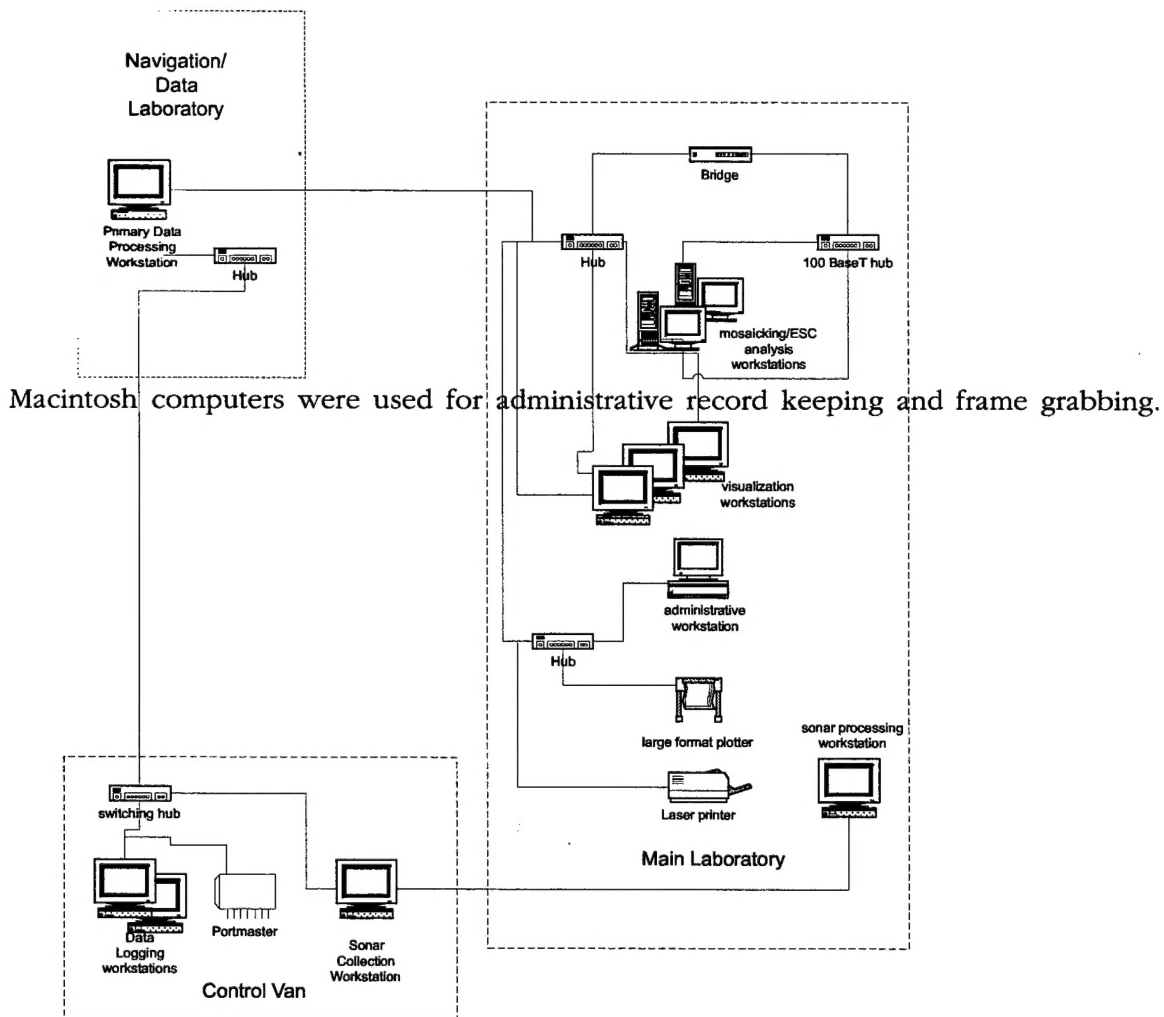 Navigation/
Data
Laboratory
Primary Data
Processing
Workstation
Hub
Bridge
Hub
100 BaseT hub
mosaicking/ESC
analysis
workstations
Macintosh computers were used for administrative record keeping and frame grabbing.
visualization
workstations
administrative
workstation
Hub
large format plotter
sonar processing
workstation
Laser printer
Main Laboratory
switching hub
Data
Logging
workstations
Portmaster
Sonar
Collection
Workstation
Control Van